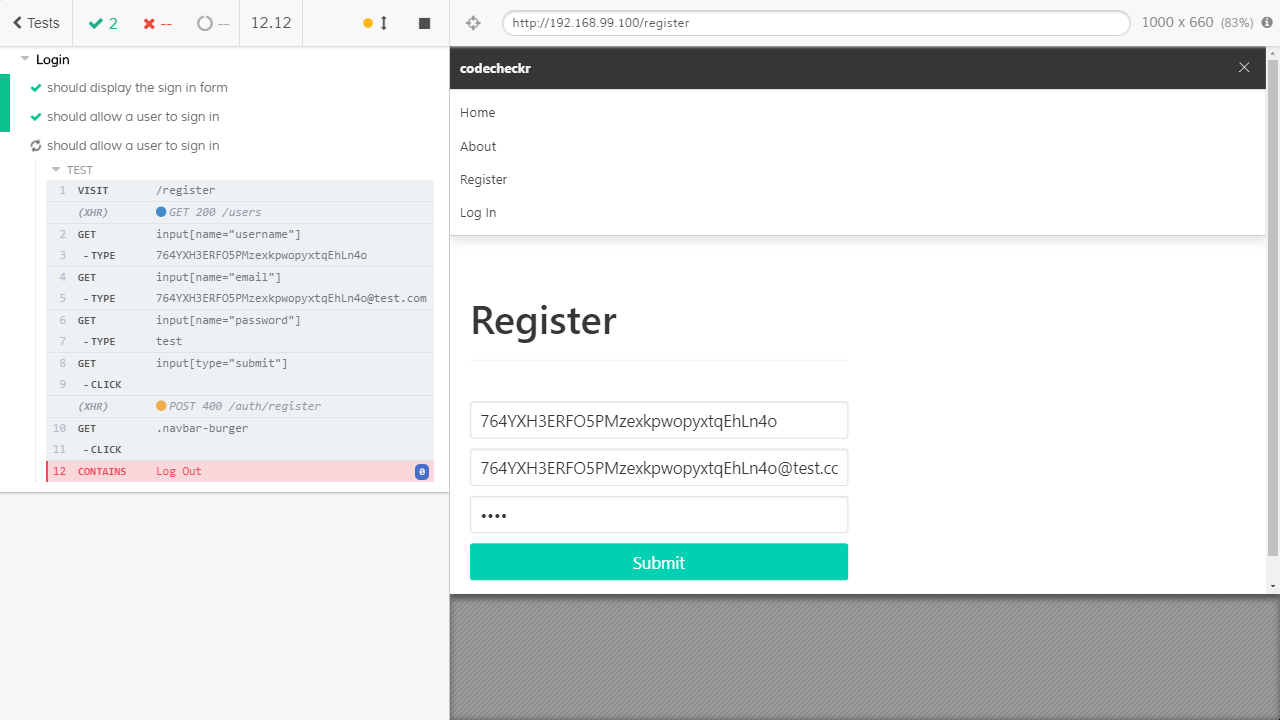 Tests
2
--
--
12.12
http://192.168.99.100/register
1000 x 660 (83%)
Login
should display the sign in form
should allow a user to sign in
should allow a user to sign in
TEST
1 VISIT /register
(XHR) GET 200 /users
2 GET input[name="username"]
3 -TYPE 764YXH3ERFO5PMzexkpwopyxtqEhLn4o
4 GET input[name="email"]
5 -TYPE 764YXH3ERFO5PMzexkpwopyxtqEhLn4o@test.com
6 GET input[name="password"]
7 -TYPE test
8 GET input[type="submit"]
9 -CLICK
(XHR) POST 400 /auth/register
10 GET .navbar-burger
11 -CLICK
12 CONTAINS Log Out 0
codecheckr
Home
About
Register
Log In
Register
764YXH3ERFO5PMzexkpwopyxtqEhLn4o
764YXH3ERFO5PMzexkpwopyxtqEhLn4o@test.cc
••••
Submit